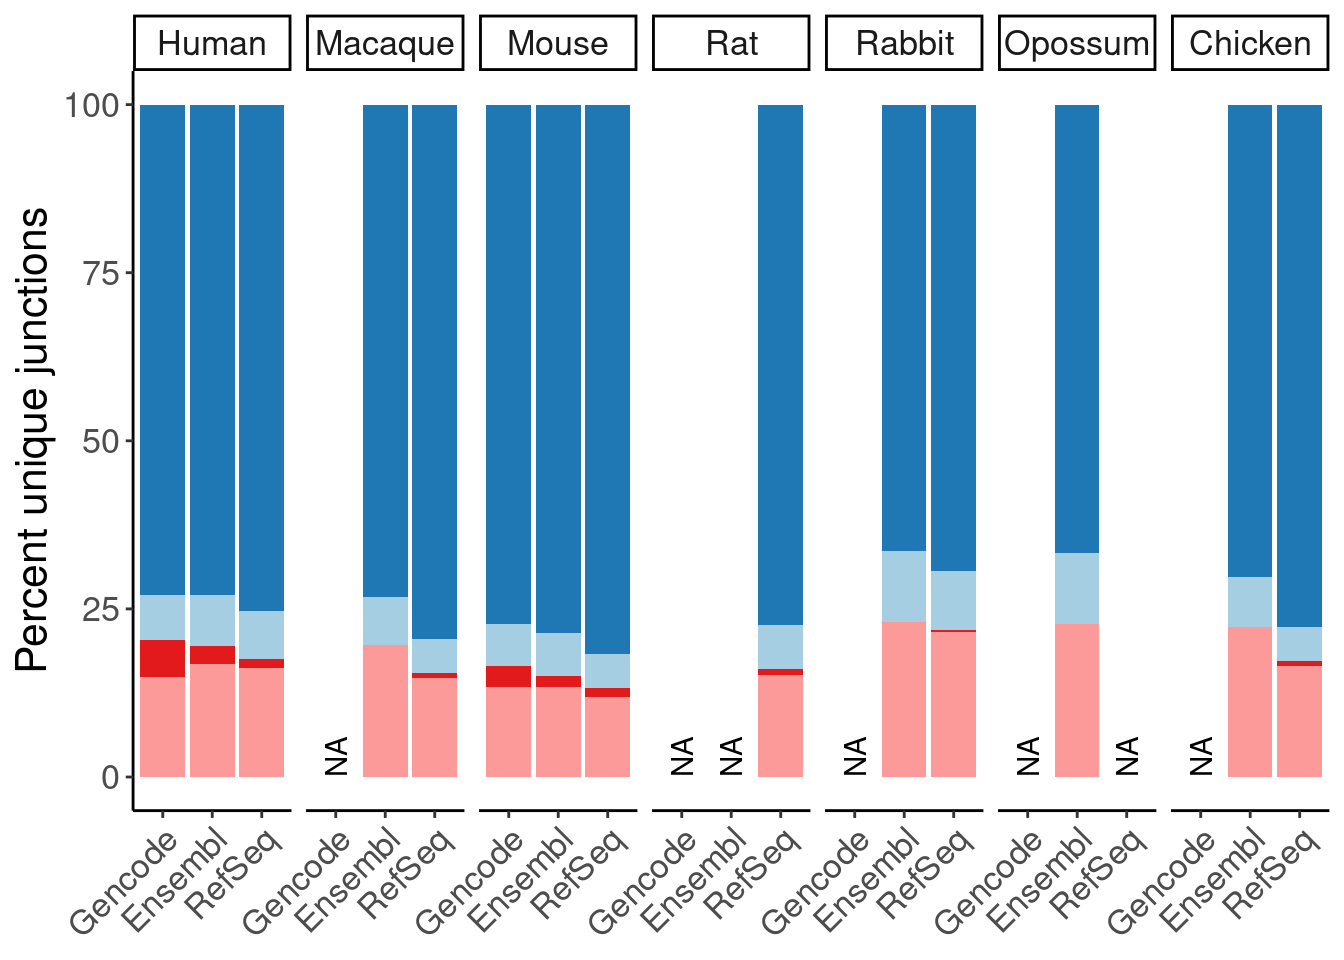 Human Macaque Mouse Rat Rabbit Opossum Chicken
Percent unique junctions
100
75
50
25
0
NA NA NA NA NA NA NA
Gencode Ensembl RefSeq Gencode Ensembl RefSeq Gencode Ensembl RefSeq Gencode Ensembl RefSeq Gencode Ensembl RefSeq Gencode Ensembl RefSeq Gencode Ensembl RefSeq